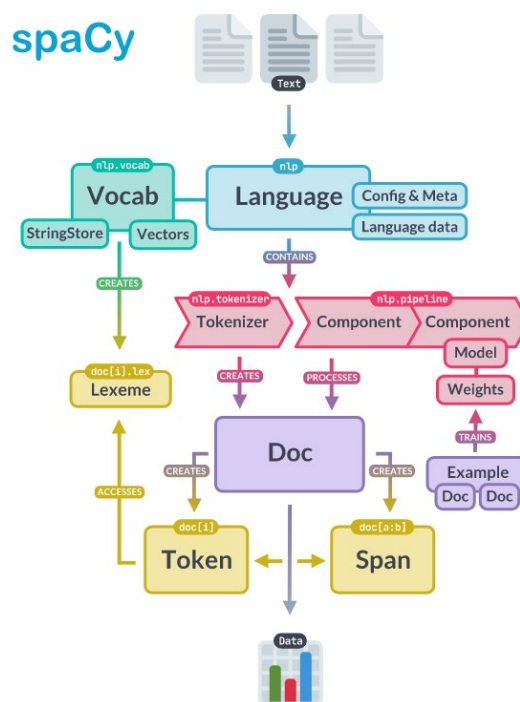 spaCy
Text
nlp.vocab
Vocab
StringStore
Vectors
nlp
Language
Config & Meta
Language data
CREATES
CONTAINS
nlp.tokenizer
Tokenizer
nlp.pipeline
Component
Component
Model
Weights
doc[i].lex
Lexeme
CREATES
PROCESSES
Doc
TRAINS
Example
Doc
Doc
ACCESSES
CREATES
CREATES
doc[i]
Token
doc[a:b]
Span
Data